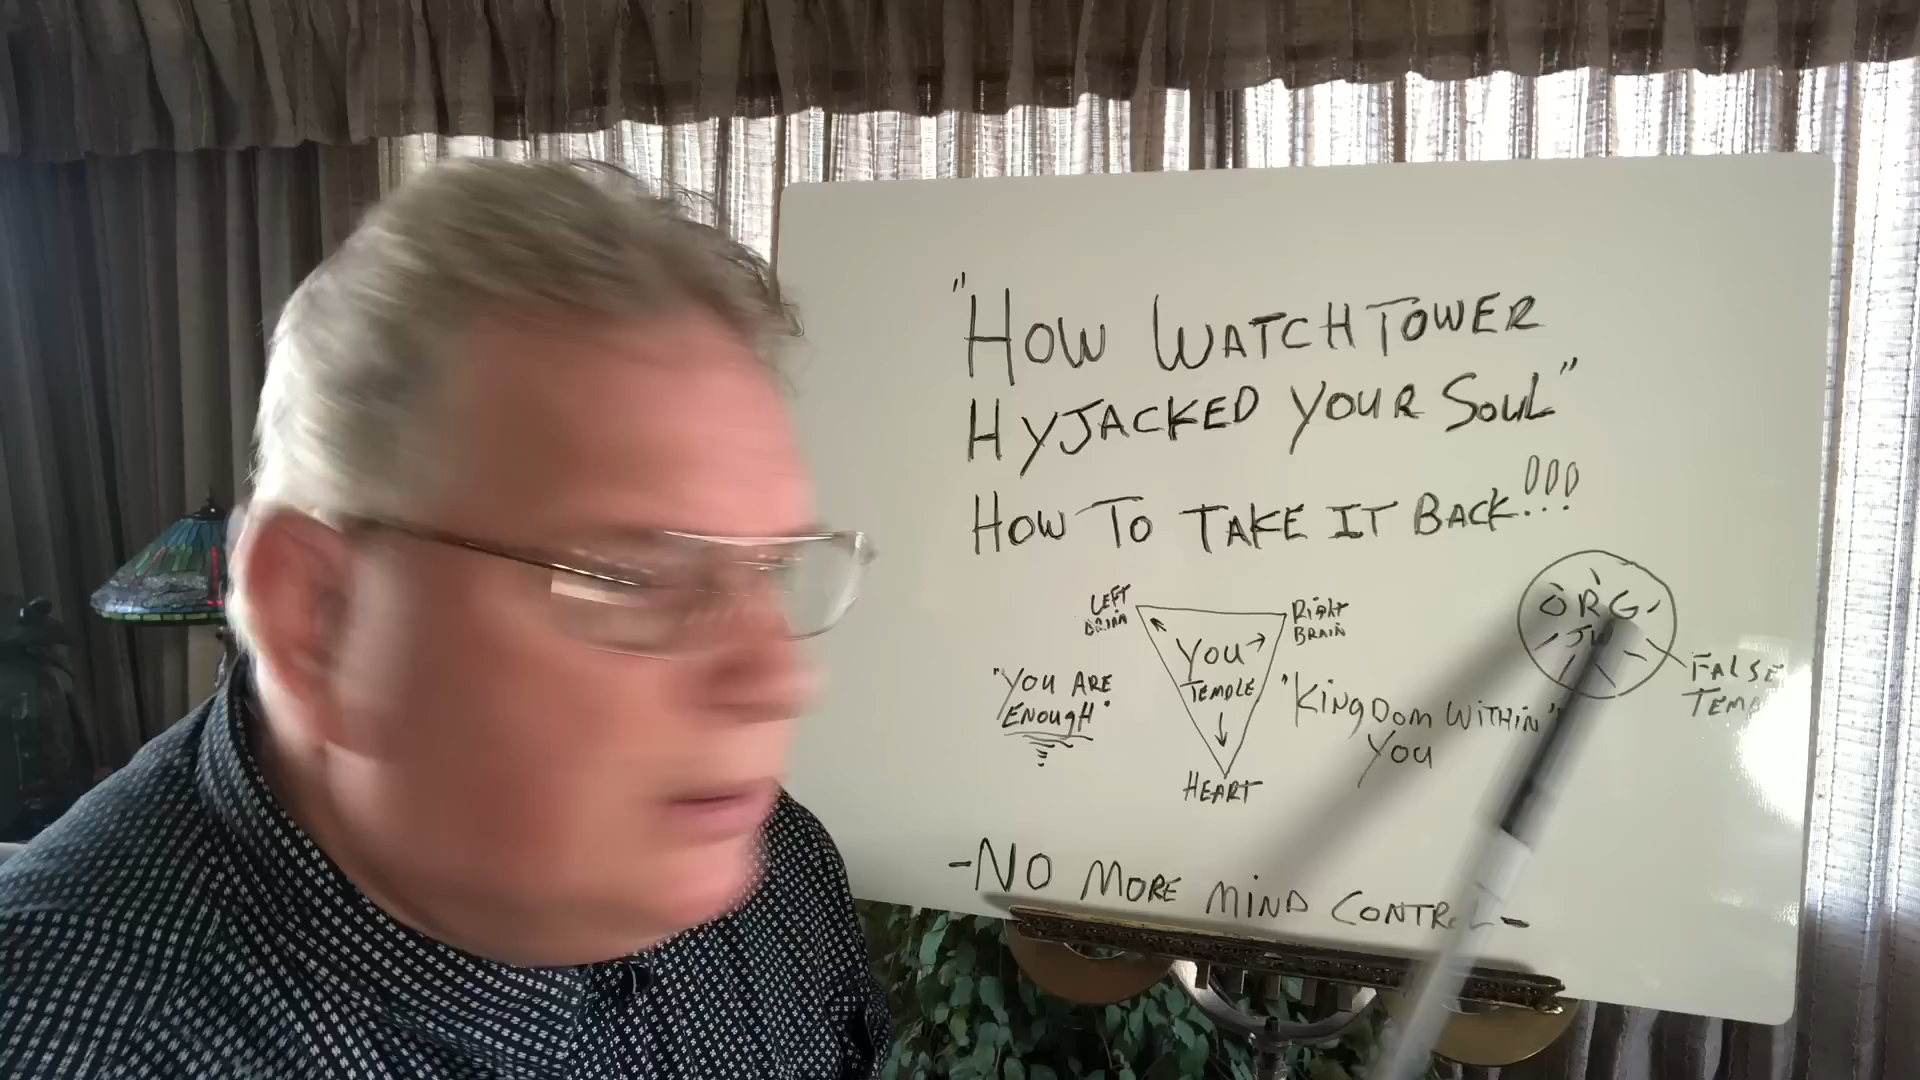 "HOW WATCHTOWER
HYJACKED YOUR SOUL"
HOW TO TAKE IT BACK!!!
LEFT
BRAIN
RigHt
BRAIN
YOU
TEMPLE
HEART
"YOU ARE
ENOUgH"
"KINgDOM WITHIN"
YOU
ORG
JW
FALSE
-NO MORE MIND CONTROL-